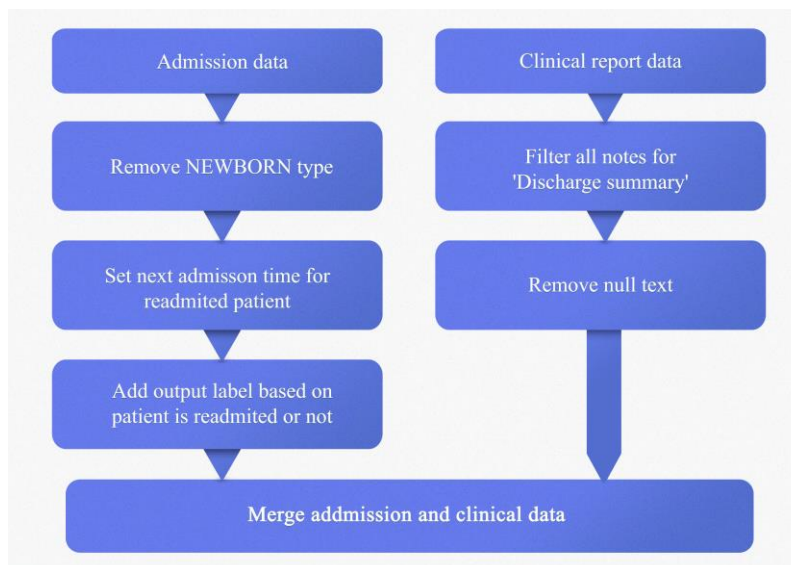 Admission data
Remove NEWBORN type
Set next admisson time for
readmited patient
Add output label based on
patient is readmited or not
Clinical report data
Filter all notes for
'Discharge summary'
Remove null text
Merge addmission and clinical data